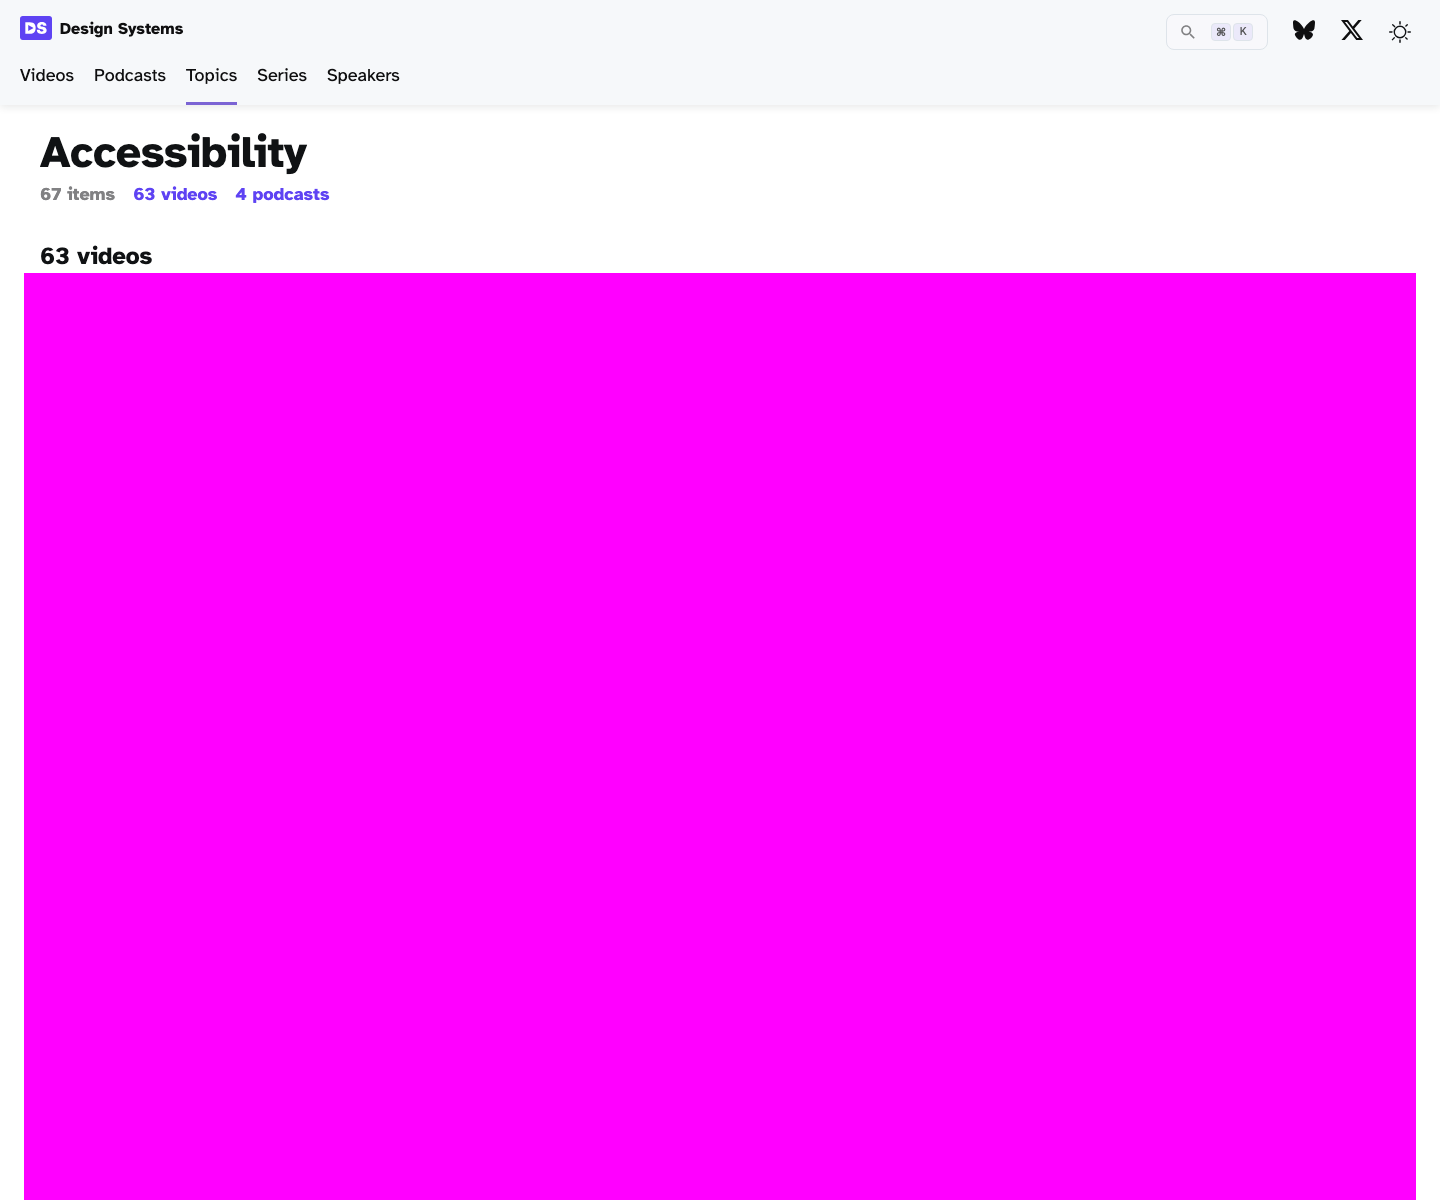 DS Design Systems
⌘ K
Videos Podcasts Topics Series Speakers
Accessibility
67 items 63 videos 4 podcasts
63 videos